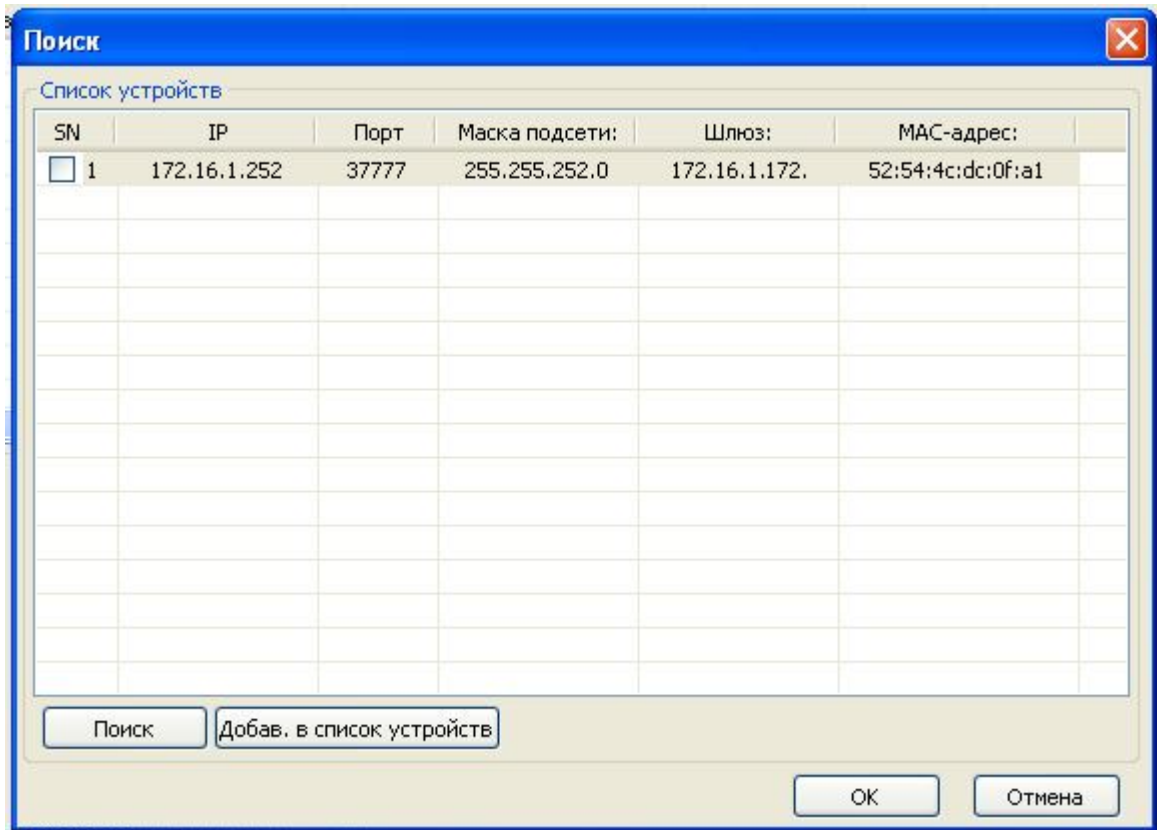 Поиск
Список устройств
SN IP Порт Маска подсети: Шлюз: MAC-адрес:
1 172.16.1.252 37777 255.255.252.0 172.16.1.172. 52:54:4c:dc:0f:a1
Поиск Добав. в список устройств
OK Отмена